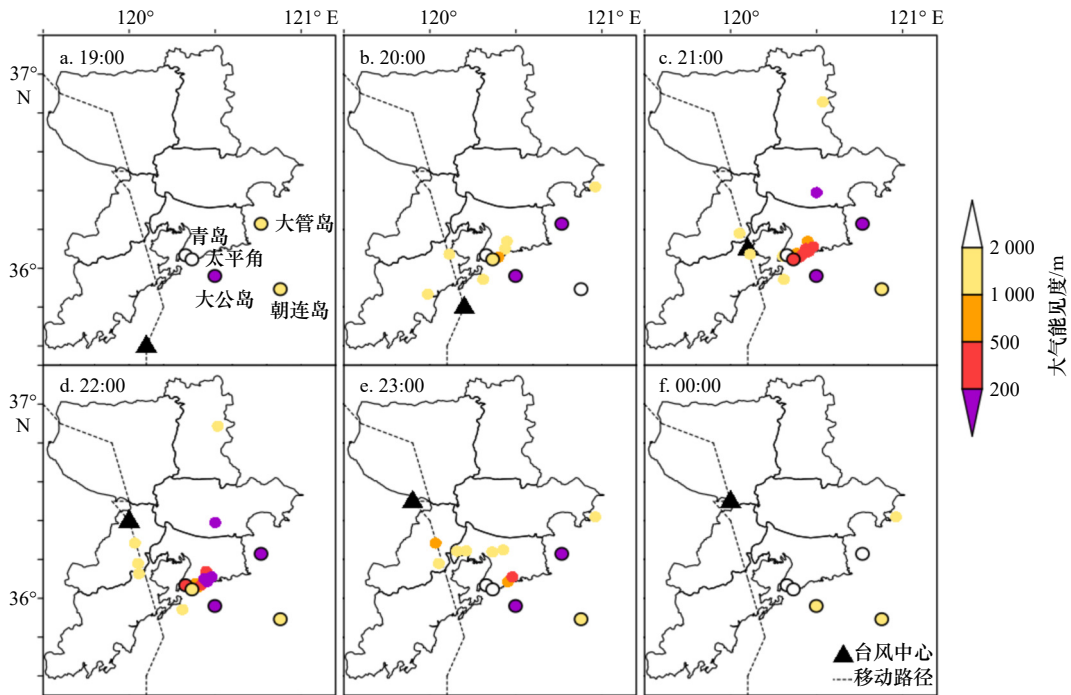 120°
121° E
120°
121° E
120°
121° E
a. 19:00
b. 20:00
c. 21:00
37°
N
36°
青岛
太平角
大管岛
大公岛
朝连岛
2 000
1 000
500
200
大气能见度/m
d. 22:00
e. 23:00
f. 00:00
37°
N
36°
台风中心
移动路径